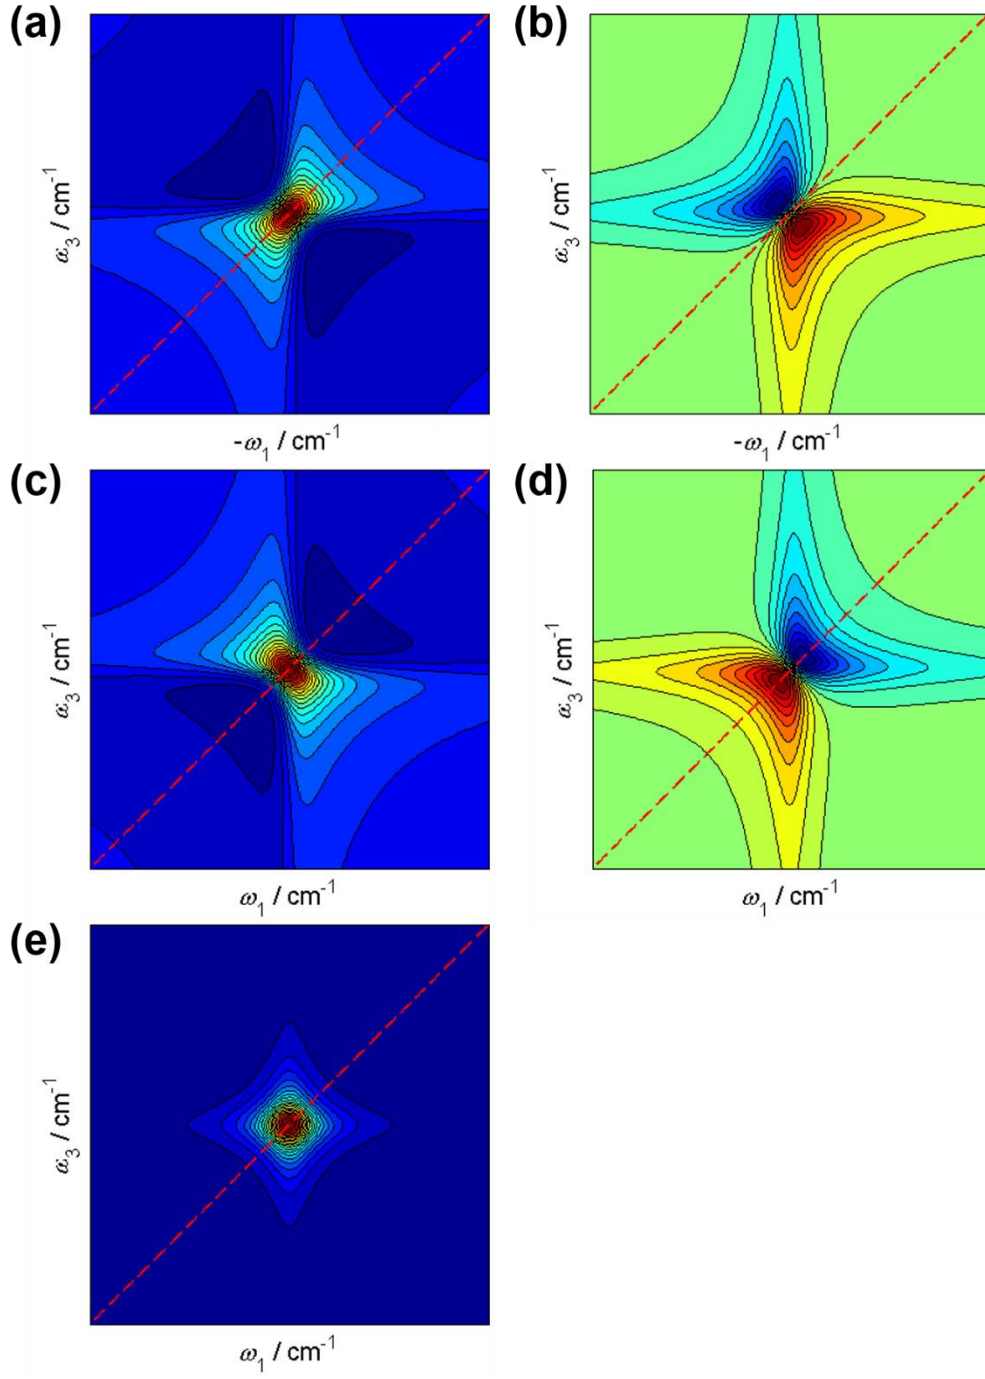 (a) (b)
ω3 / cm-1 ω3 / cm-1
-ω1 / cm-1 -ω1 / cm-1
(c) (d)
ω3 / cm-1 ω3 / cm-1
ω1 / cm-1 ω1 / cm-1
(e)
ω3 / cm-1
ω1 / cm-1